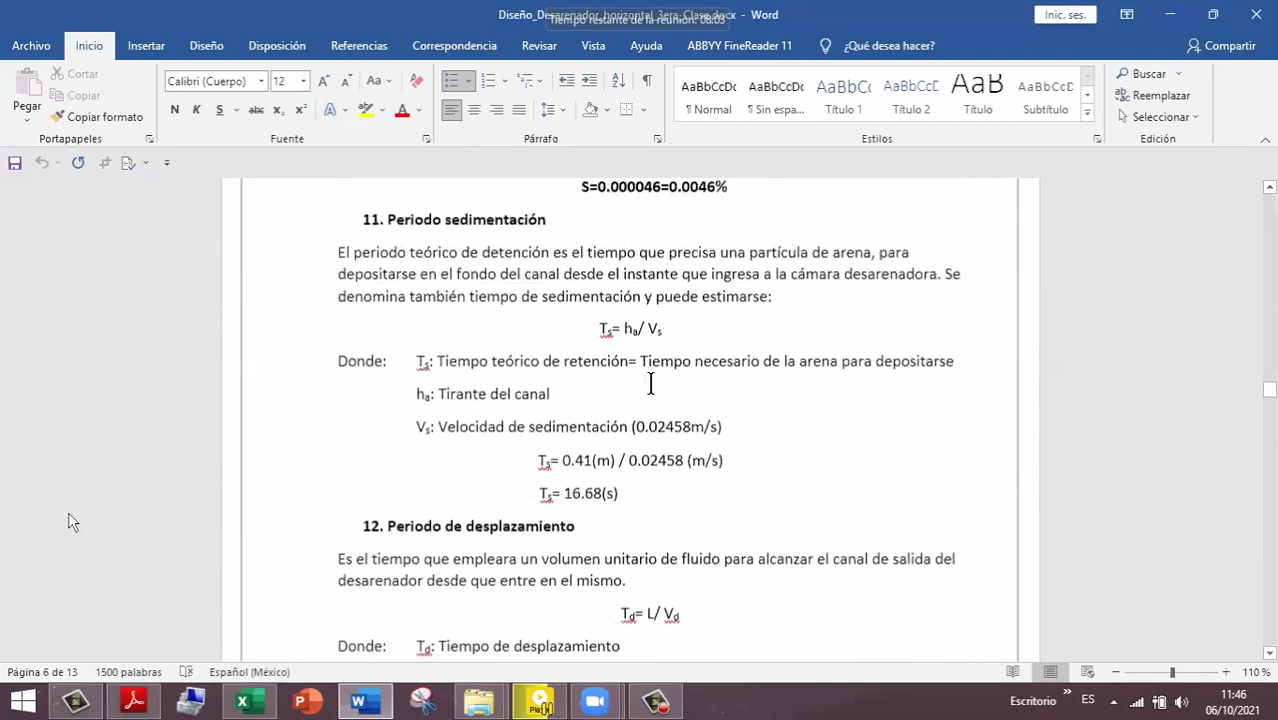 Diseño_Desarenador_horizontal_3era_Clase.docx - Word
Tiempo restante de la reunión: 08:03
Inic. ses.
Archivo Inicio Insertar Diseño Disposición Referencias Correspondencia Revisar Vista Ayuda ABBYY FineReader 11 ¿Qué desea hacer? Compartir
Pegar
Cortar
Copiar
Copiar formato
Portapapeles
Calibri (Cuerpo) 12
Fuente
Párrafo
AaBbCcDc AaBbCcDc AaBbCc AaBbCcD AaB AaBbCcD
¶ Normal ¶ Sin espa... Título 1 Título 2 Título Subtítulo
Estilos
Buscar
Reemplazar
Seleccionar
Edición
S=0.000046=0.0046%
11. Periodo sedimentación
El periodo teórico de detención es el tiempo que precisa una partícula de arena, para
depositarse en el fondo del canal desde el instante que ingresa a la cámara desarenadora. Se
denomina también tiempo de sedimentación y puede estimarse:
Ts= ha/ Vs
Donde: Ts: Tiempo teórico de retención= Tiempo necesario de la arena para depositarse
ha: Tirante del canal
Vs: Velocidad de sedimentación (0.02458m/s)
Ts= 0.41(m) / 0.02458 (m/s)
Ts= 16.68(s)
12. Periodo de desplazamiento
Es el tiempo que empleara un volumen unitario de fluido para alcanzar el canal de salida del
desarenador desde que entre en el mismo.
Td= L/ Vd
Donde: Td: Tiempo de desplazamiento
Página 6 de 13 1500 palabras Español (México) 110 %
Escritorio ES 11:46
06/10/2021